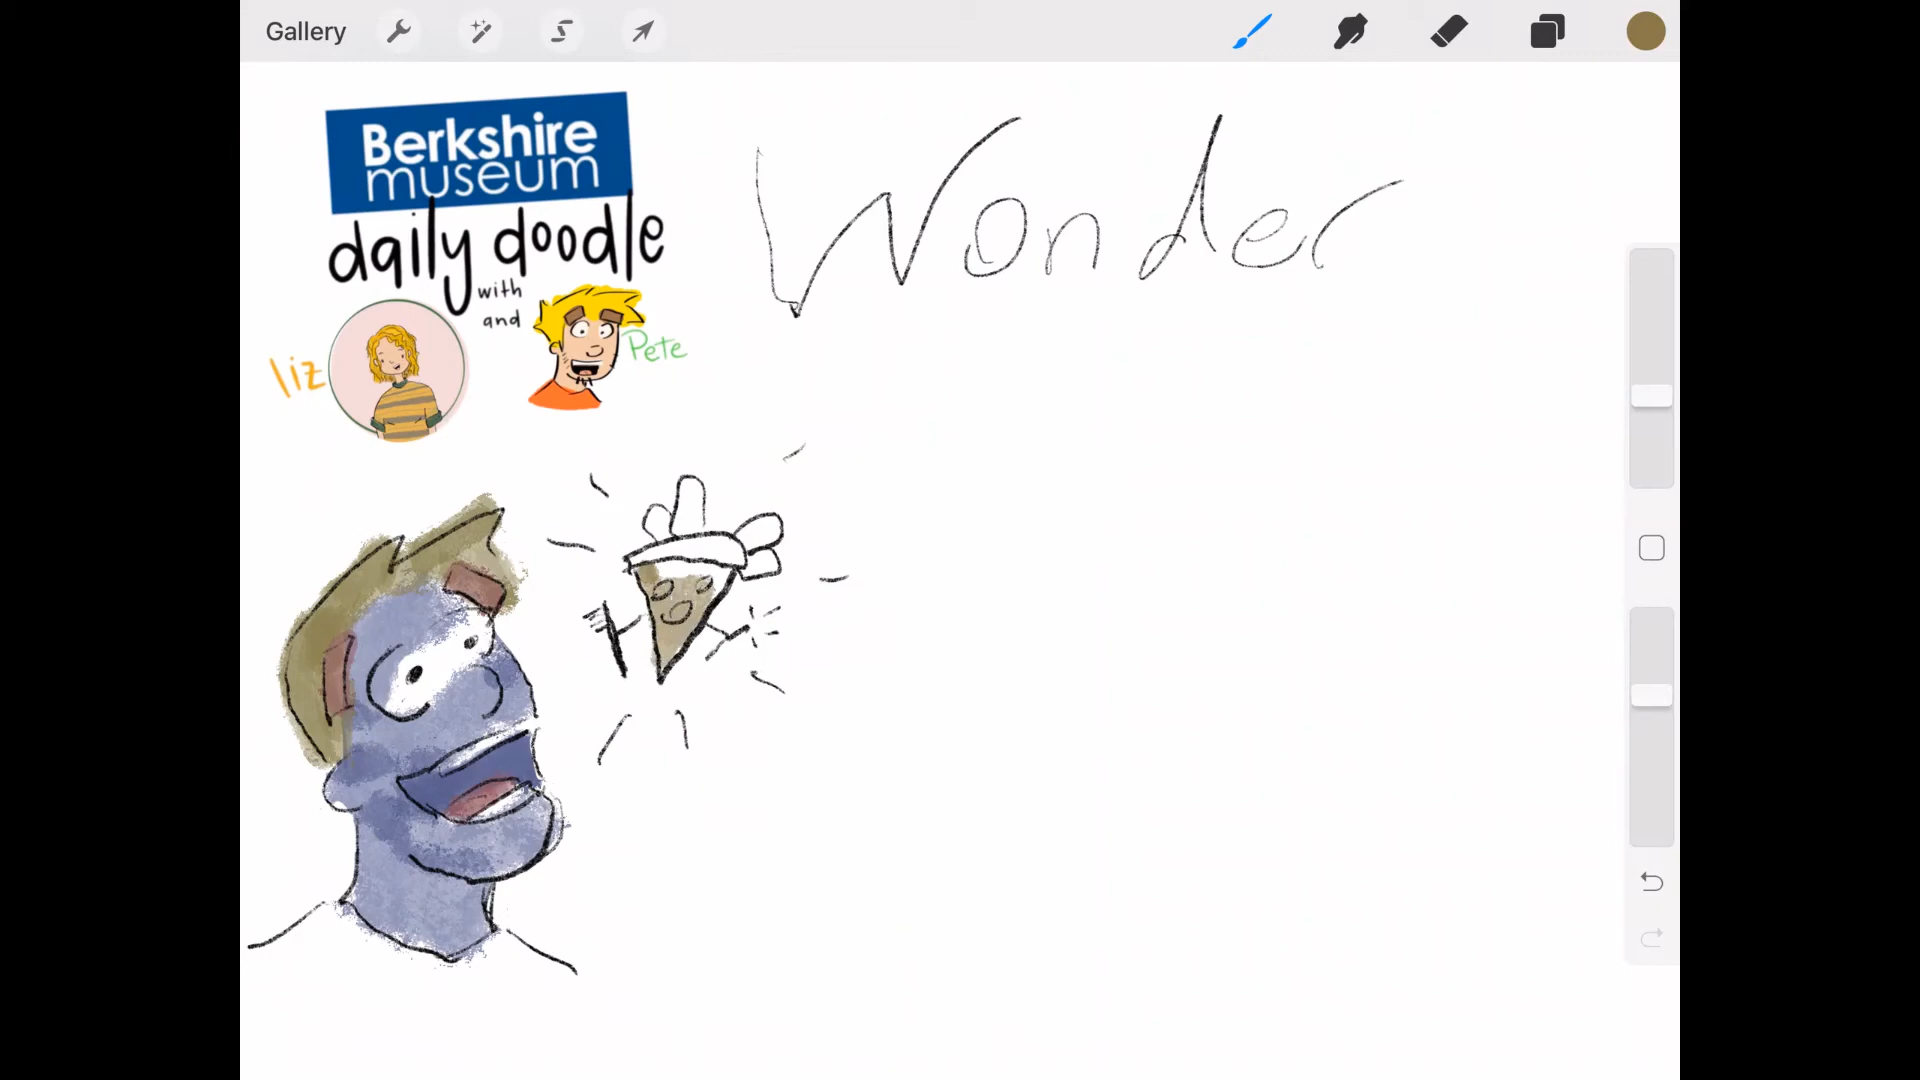 Gallery
Berkshire
museum
daily doodle
with
and
liz
Pete
Wonder